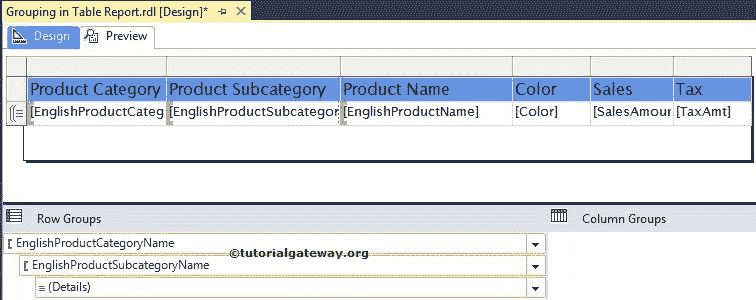 Grouping in Table Report.rdl [Design]*
Design Preview
Product Category Product Subcategory Product Name Color Sales Tax
[EnglishProductCateg [EnglishProductSubcategor [EnglishProductName] [Color] [SalesAmour [TaxAmt]
Row Groups Column Groups
EnglishProductCategoryName
©tutorialgateway.org
EnglishProductSubcategoryName
(Details)